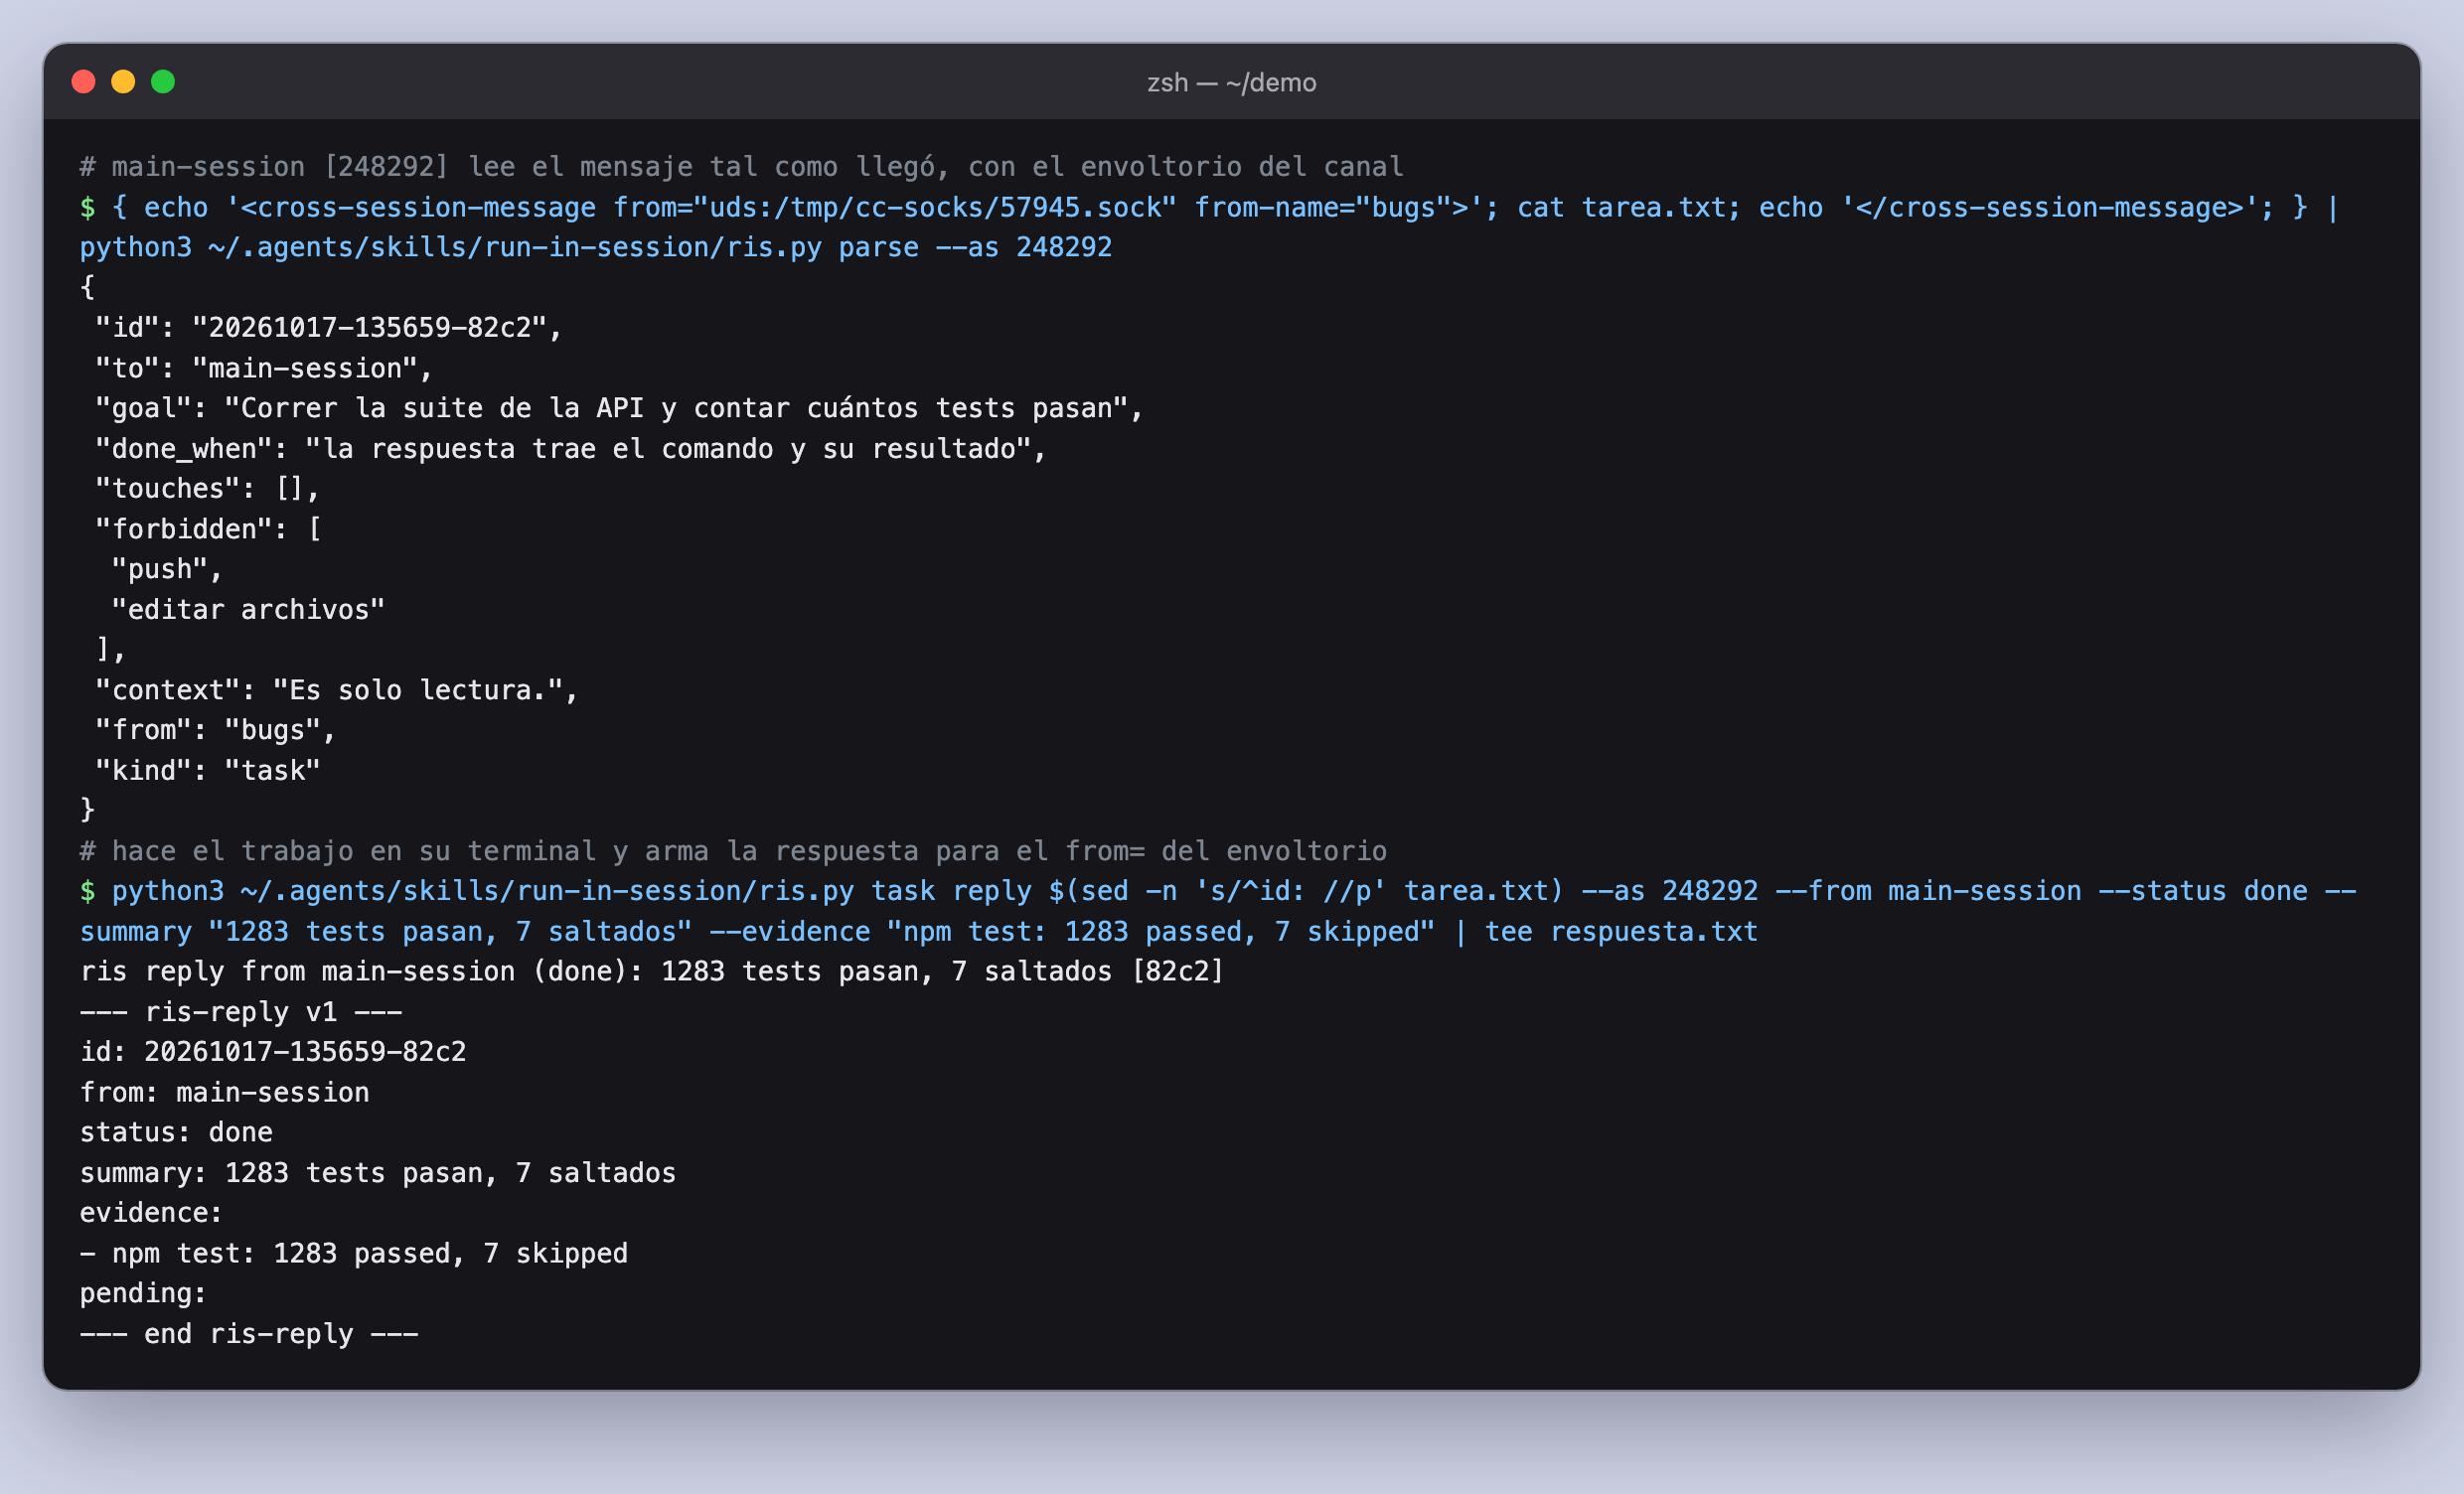 zsh — ~/demo
# main-session [248292] lee el mensaje tal como llegó, con el envoltorio del canal
$ { echo '<cross-session-message from="uds:/tmp/cc-socks/57945.sock" from-name="bugs">'; cat tarea.txt; echo '</cross-session-message>'; } |
python3 ~/.agents/skills/run-in-session/ris.py parse --as 248292
{
 "id": "20261017-135659-82c2",
 "to": "main-session",
 "goal": "Correr la suite de la API y contar cuántos tests pasan",
 "done_when": "la respuesta trae el comando y su resultado",
 "touches": [],
 "forbidden": [
  "push",
  "editar archivos"
 ],
 "context": "Es solo lectura.",
 "from": "bugs",
 "kind": "task"
}
# hace el trabajo en su terminal y arma la respuesta para el from= del envoltorio
$ python3 ~/.agents/skills/run-in-session/ris.py task reply $(sed -n 's/^id: //p' tarea.txt) --as 248292 --from main-session --status done --
summary "1283 tests pasan, 7 saltados" --evidence "npm test: 1283 passed, 7 skipped" | tee respuesta.txt
ris reply from main-session (done): 1283 tests pasan, 7 saltados [82c2]
--- ris-reply v1 ---
id: 20261017-135659-82c2
from: main-session
status: done
summary: 1283 tests pasan, 7 saltados
evidence:
- npm test: 1283 passed, 7 skipped
pending:
--- end ris-reply ---